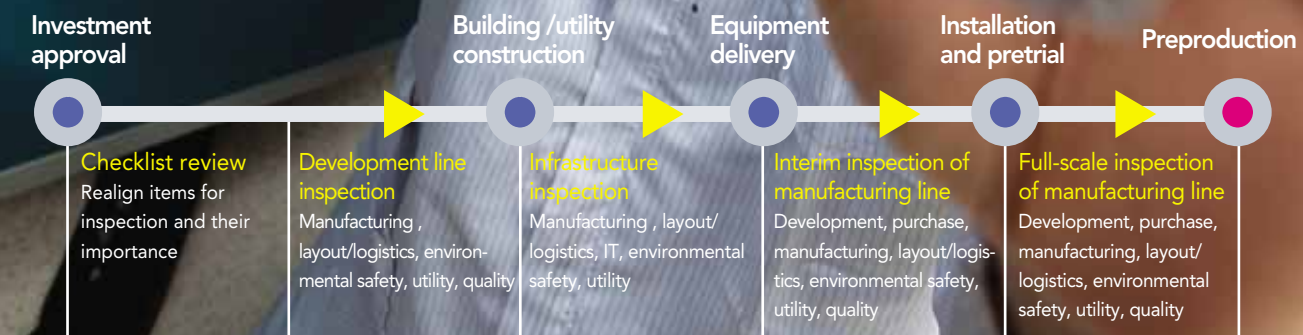 Investment
approval
Building /utility
construction
Equipment
delivery
Installation
and pretrial
Preproduction
Checklist review
Realign items for
inspection and their
importance
Development line
inspection
Manufacturing ,
layout/logistics, environ-
mental safety, utility, quality
Infrastructure
inspection
Manufacturing , layout/
logistics, IT, environmental
safety, utility
Interim inspection of
manufacturing line
Development, purchase,
manufacturing, layout/logis-
tics, environmental safety,
utility, quality
Full-scale inspection
of manufacturing line
Development, purchase,
manufacturing, layout/
logistics, environmental
safety, utility, quality